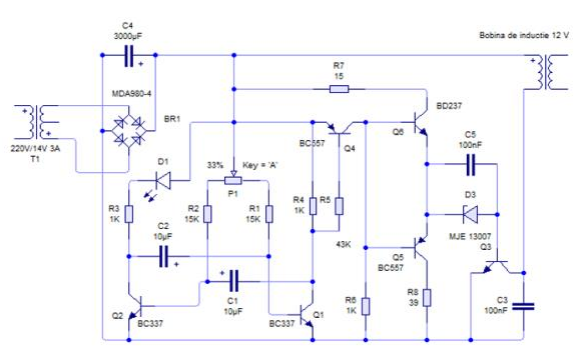 C4
3000µF
Bobina de inductie 12 V
R7
15
MDA980-4
BR1
BD237
Q6
220V/14V 3A
T1
BC557
Q4
C5
100nF
D1
33%
Key = 'A'
P1
R3
1K
R2
15K
R1
15K
R4
1K
R5
43K
D3
MJE 13007
Q3
C2
10µF
Q5
BC557
C1
10µF
Q2
BC337
BC337
Q1
R6
1K
R8
39
C3
100nF